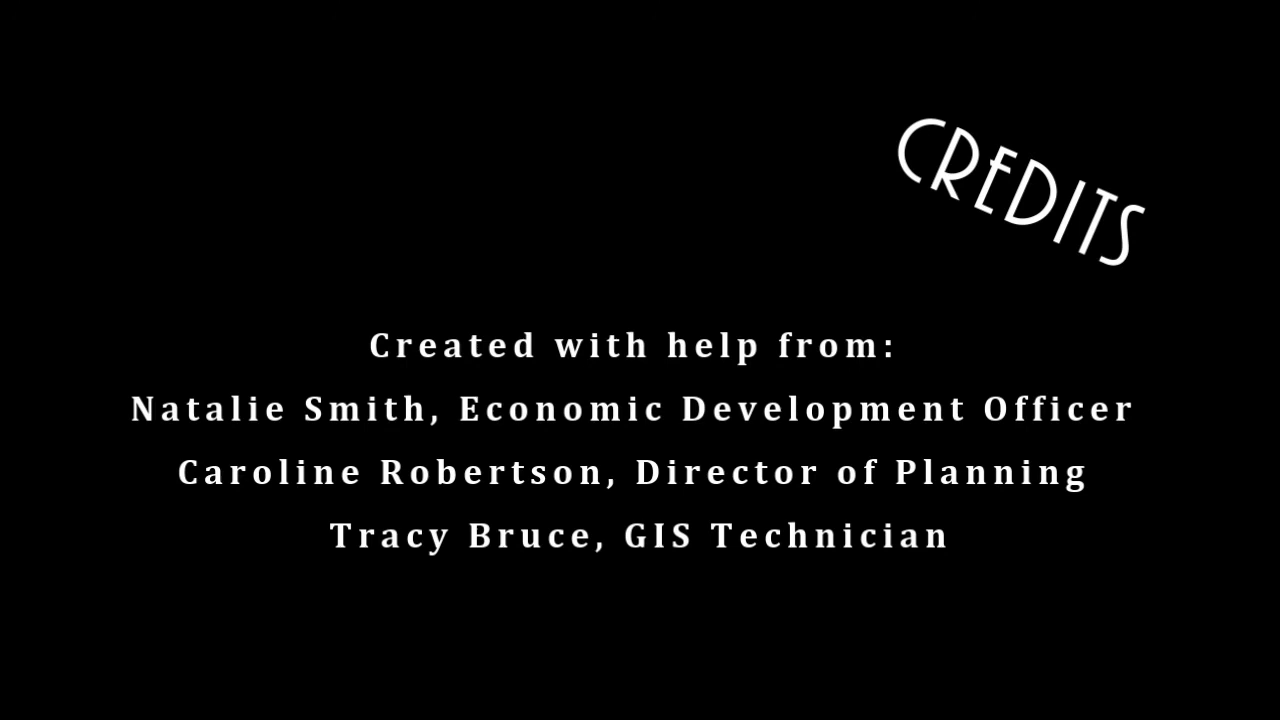 CREDITS
Created with help from:
Natalie Smith, Economic Development Officer
Caroline Robertson, Director of Planning
Tracy Bruce, GIS Technician